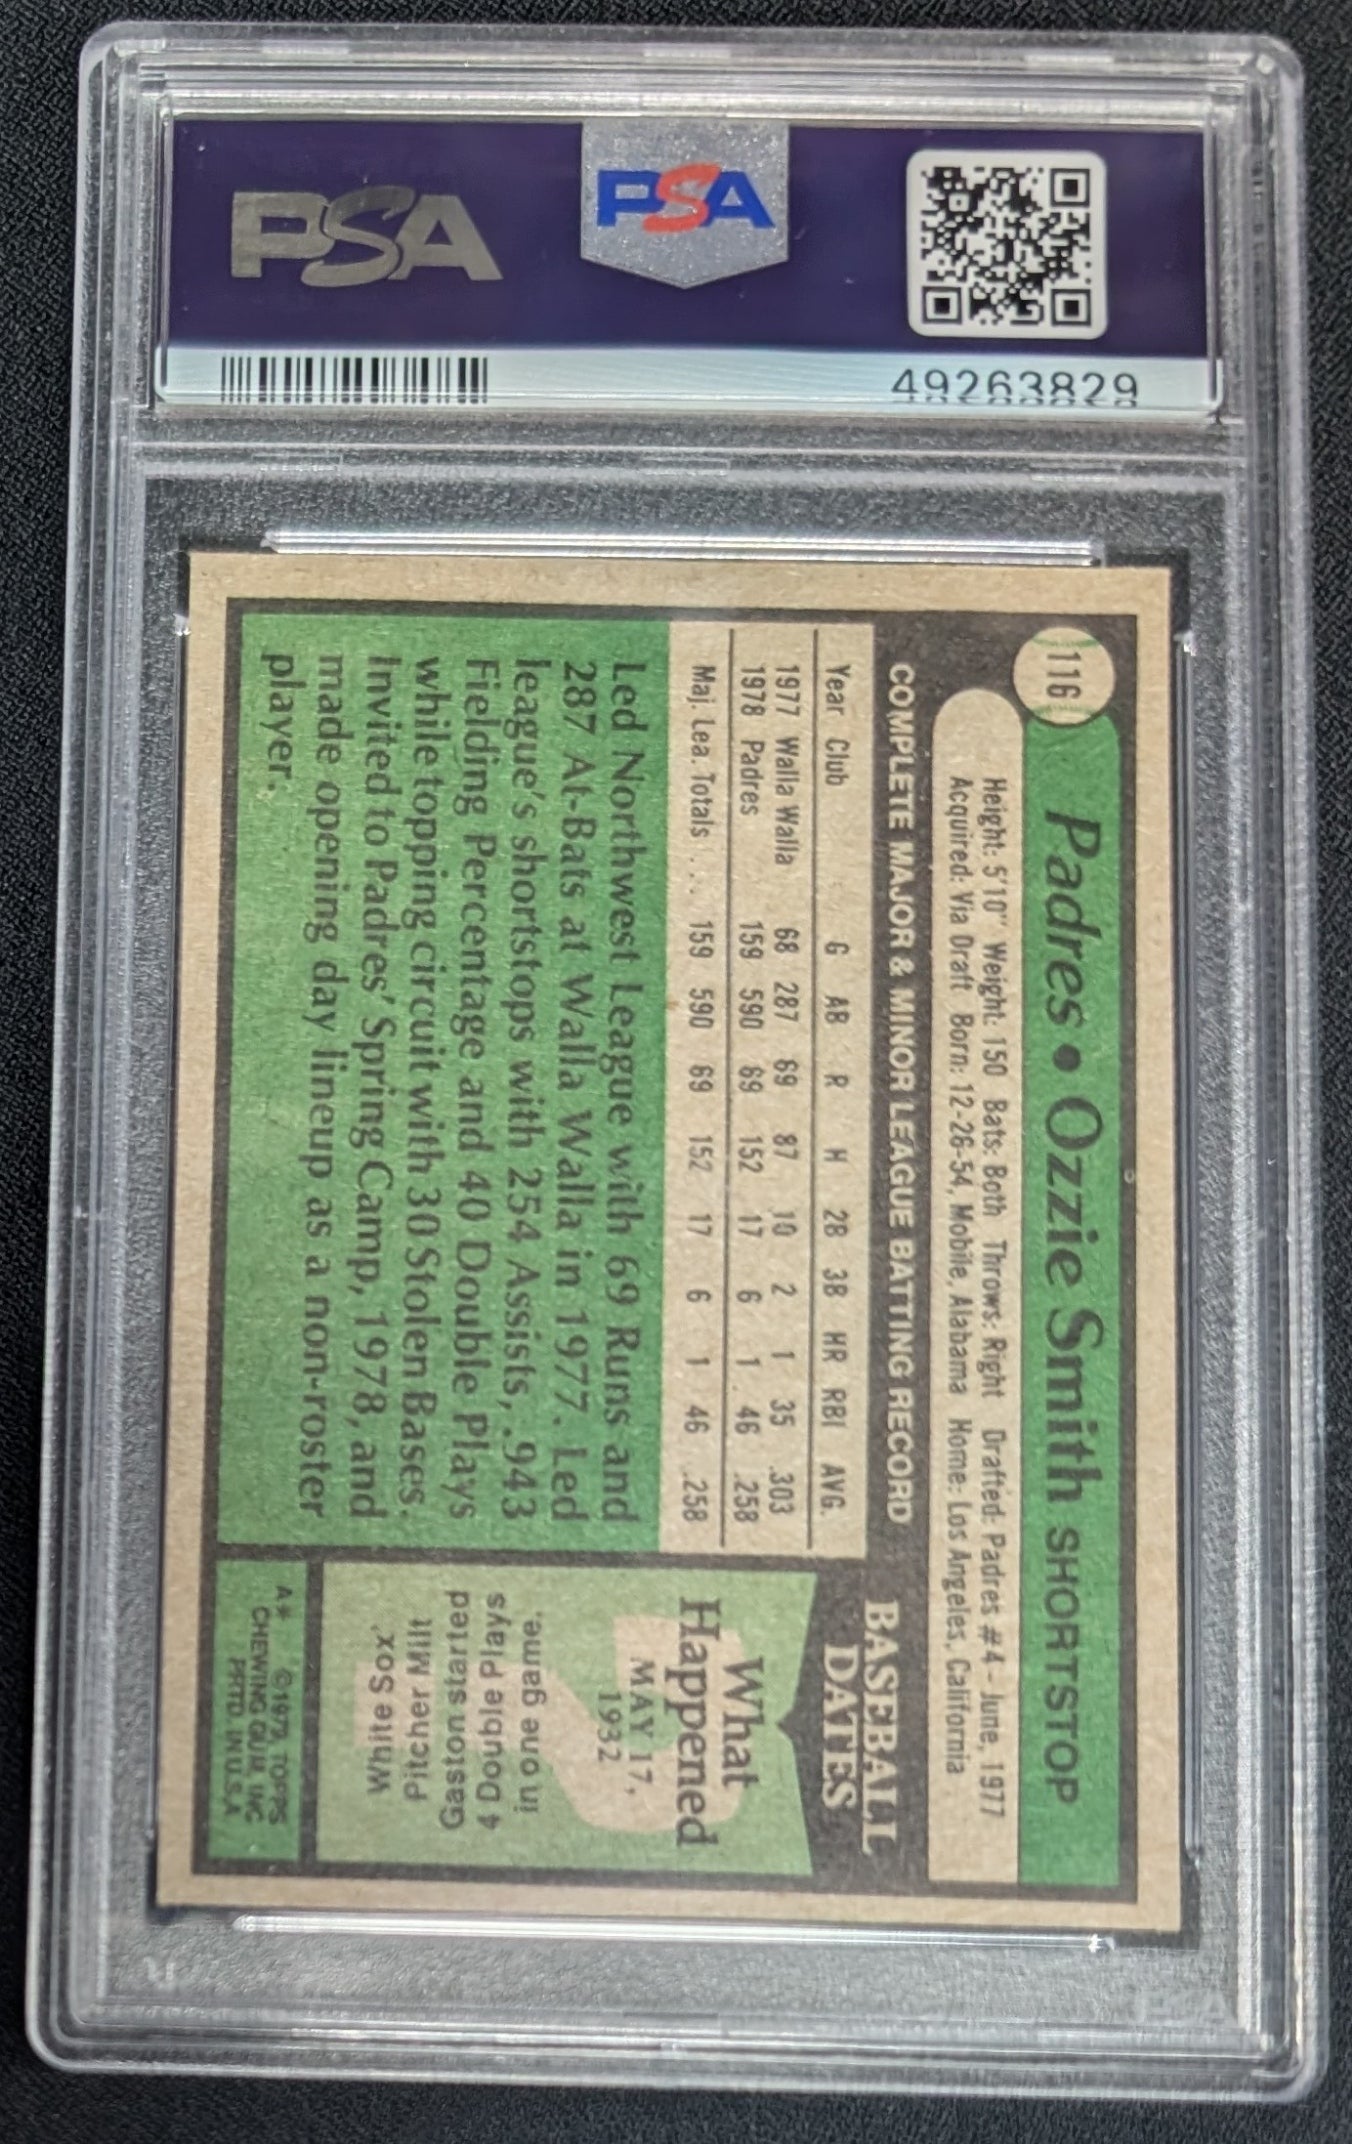 PSA
PSA
49263829
116
Padres • Ozzie Smith SHORTSTOP
Height: 5'10" Weight: 150 Bats: Both Throws: Right Drafted: Padres #4 - June, 1977
Acquired: Via Draft Born: 12-26-54, Mobile, Alabama Home: Los Angeles, California
COMPLETE MAJOR & MINOR LEAGUE BATTING RECORD
Year Club G AB R H 2B 3B HR RBI AVG.
1977 Walla Walla 68 287 69 87 10 2 1 35 .303
1978 Padres 159 590 69 152 17 6 1 46 .258
Maj. Lea. Totals . . . 159 590 69 152 17 6 1 46 .258
Led Northwest League with 69 Runs and
287 At-Bats at Walla Walla in 1977. Led
league's shortstops with 254 Assists, .943
Fielding Percentage and 40 Double Plays
while topping circuit with 30 Stolen Bases.
Invited to Padres' Spring Camp, 1978, and
made opening day lineup as a non-roster
player.
BASEBALL
DATES
What
Happened
MAY 17,
1932
White Sox'
Pitcher Milt
Gaston started
4 Double Plays
in one game.
A* ©1979, TOPPS
CHEWING GUM, INC.
PRTD. IN U.S.A.